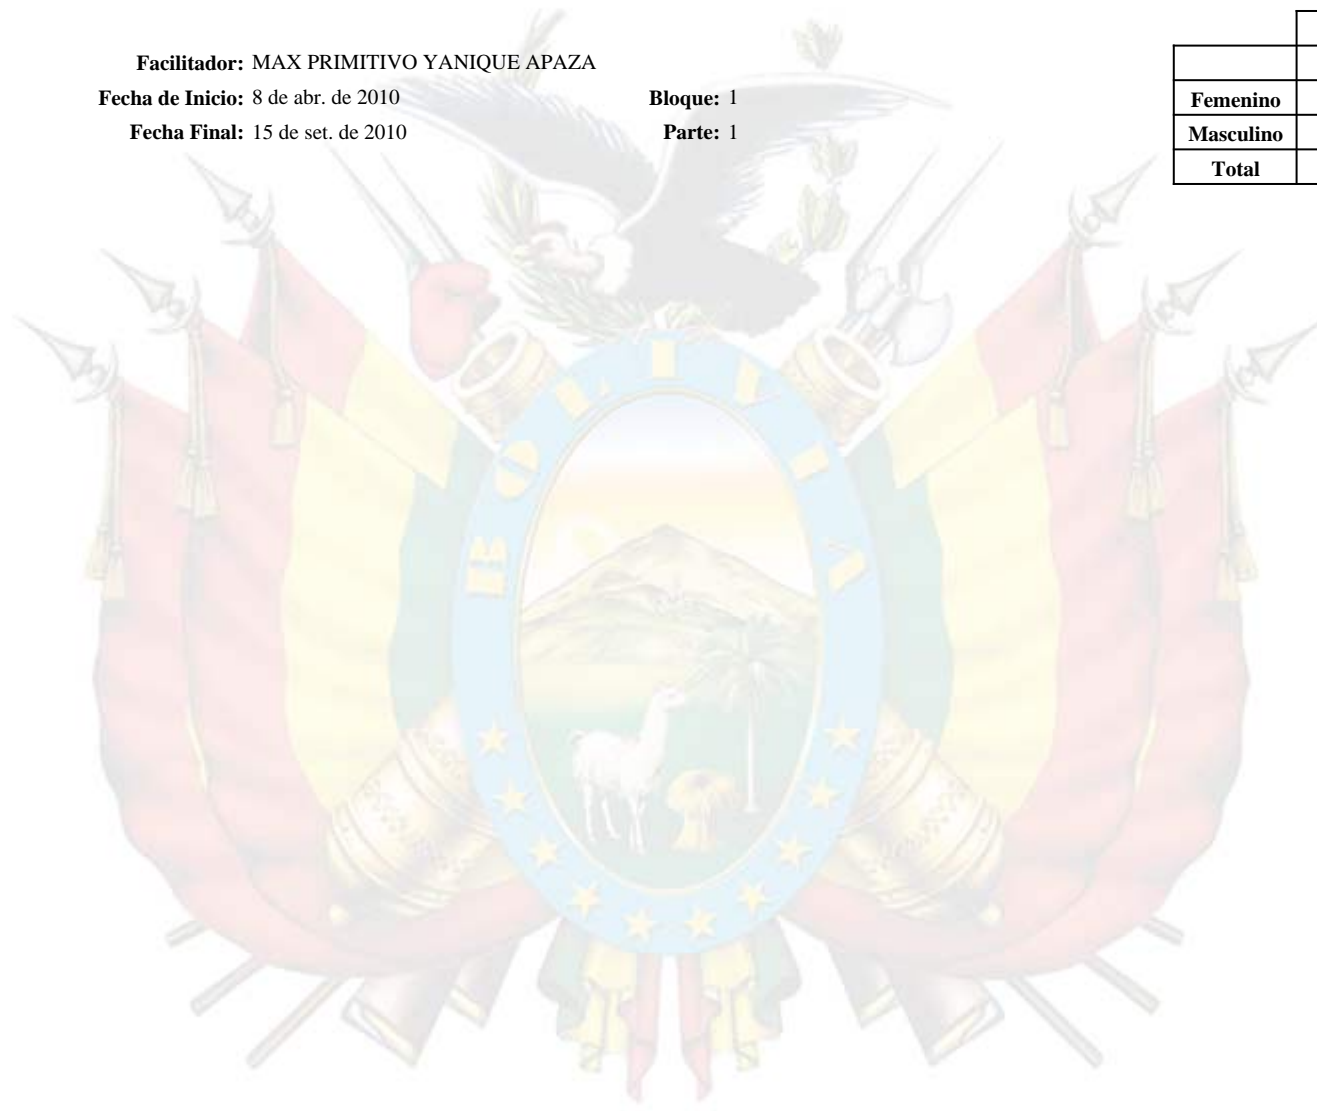 Facilitador: MAX PRIMITIVO YANIQUE APAZA
Fecha de Inicio: 8 de abr. de 2010 Bloque: 1
Fecha Final: 15 de set. de 2010 Parte: 1
Femenino
Masculino
Total
BOLIVIA